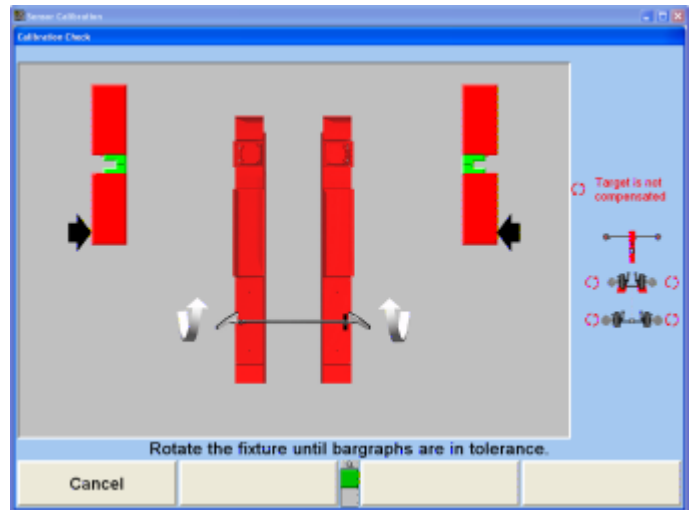 Sensor Calibration
Calibration Check
Target is not
compensated
Rotate the fixture until bargraphs are in tolerance.
Cancel